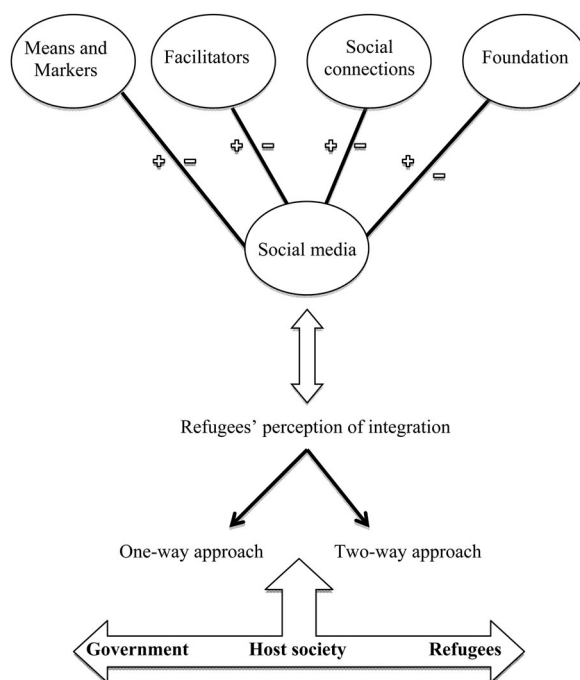 Means and
Markers
Facilitators
Social
connections
Foundation
+ − + − + − + −
Social media
Refugees’ perception of integration
One-way approach Two-way approach
Government Host society Refugees